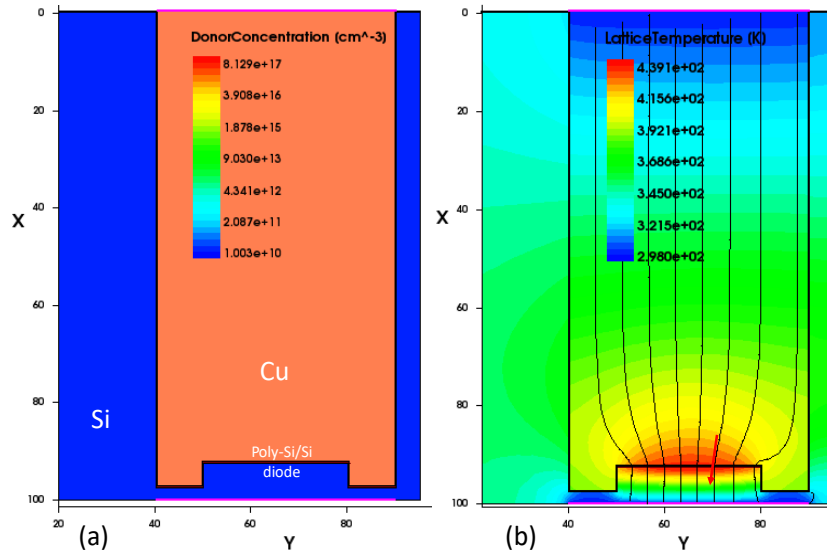 DonorConcentration (cm^-3)
8.129e+17
3.908e+16
1.878e+15
9.030e+13
4.341e+12
2.087e+11
1.003e+10
Cu
Si
Poly-Si/Si
diode
X
0
20
40
60
80
100
20
40
60
80
Y
(a)
LatticeTemperature (K)
4.391e+02
4.156e+02
3.921e+02
3.686e+02
3.450e+02
3.215e+02
2.980e+02
X
0
20
40
60
80
100
40
60
80
Y
(b)